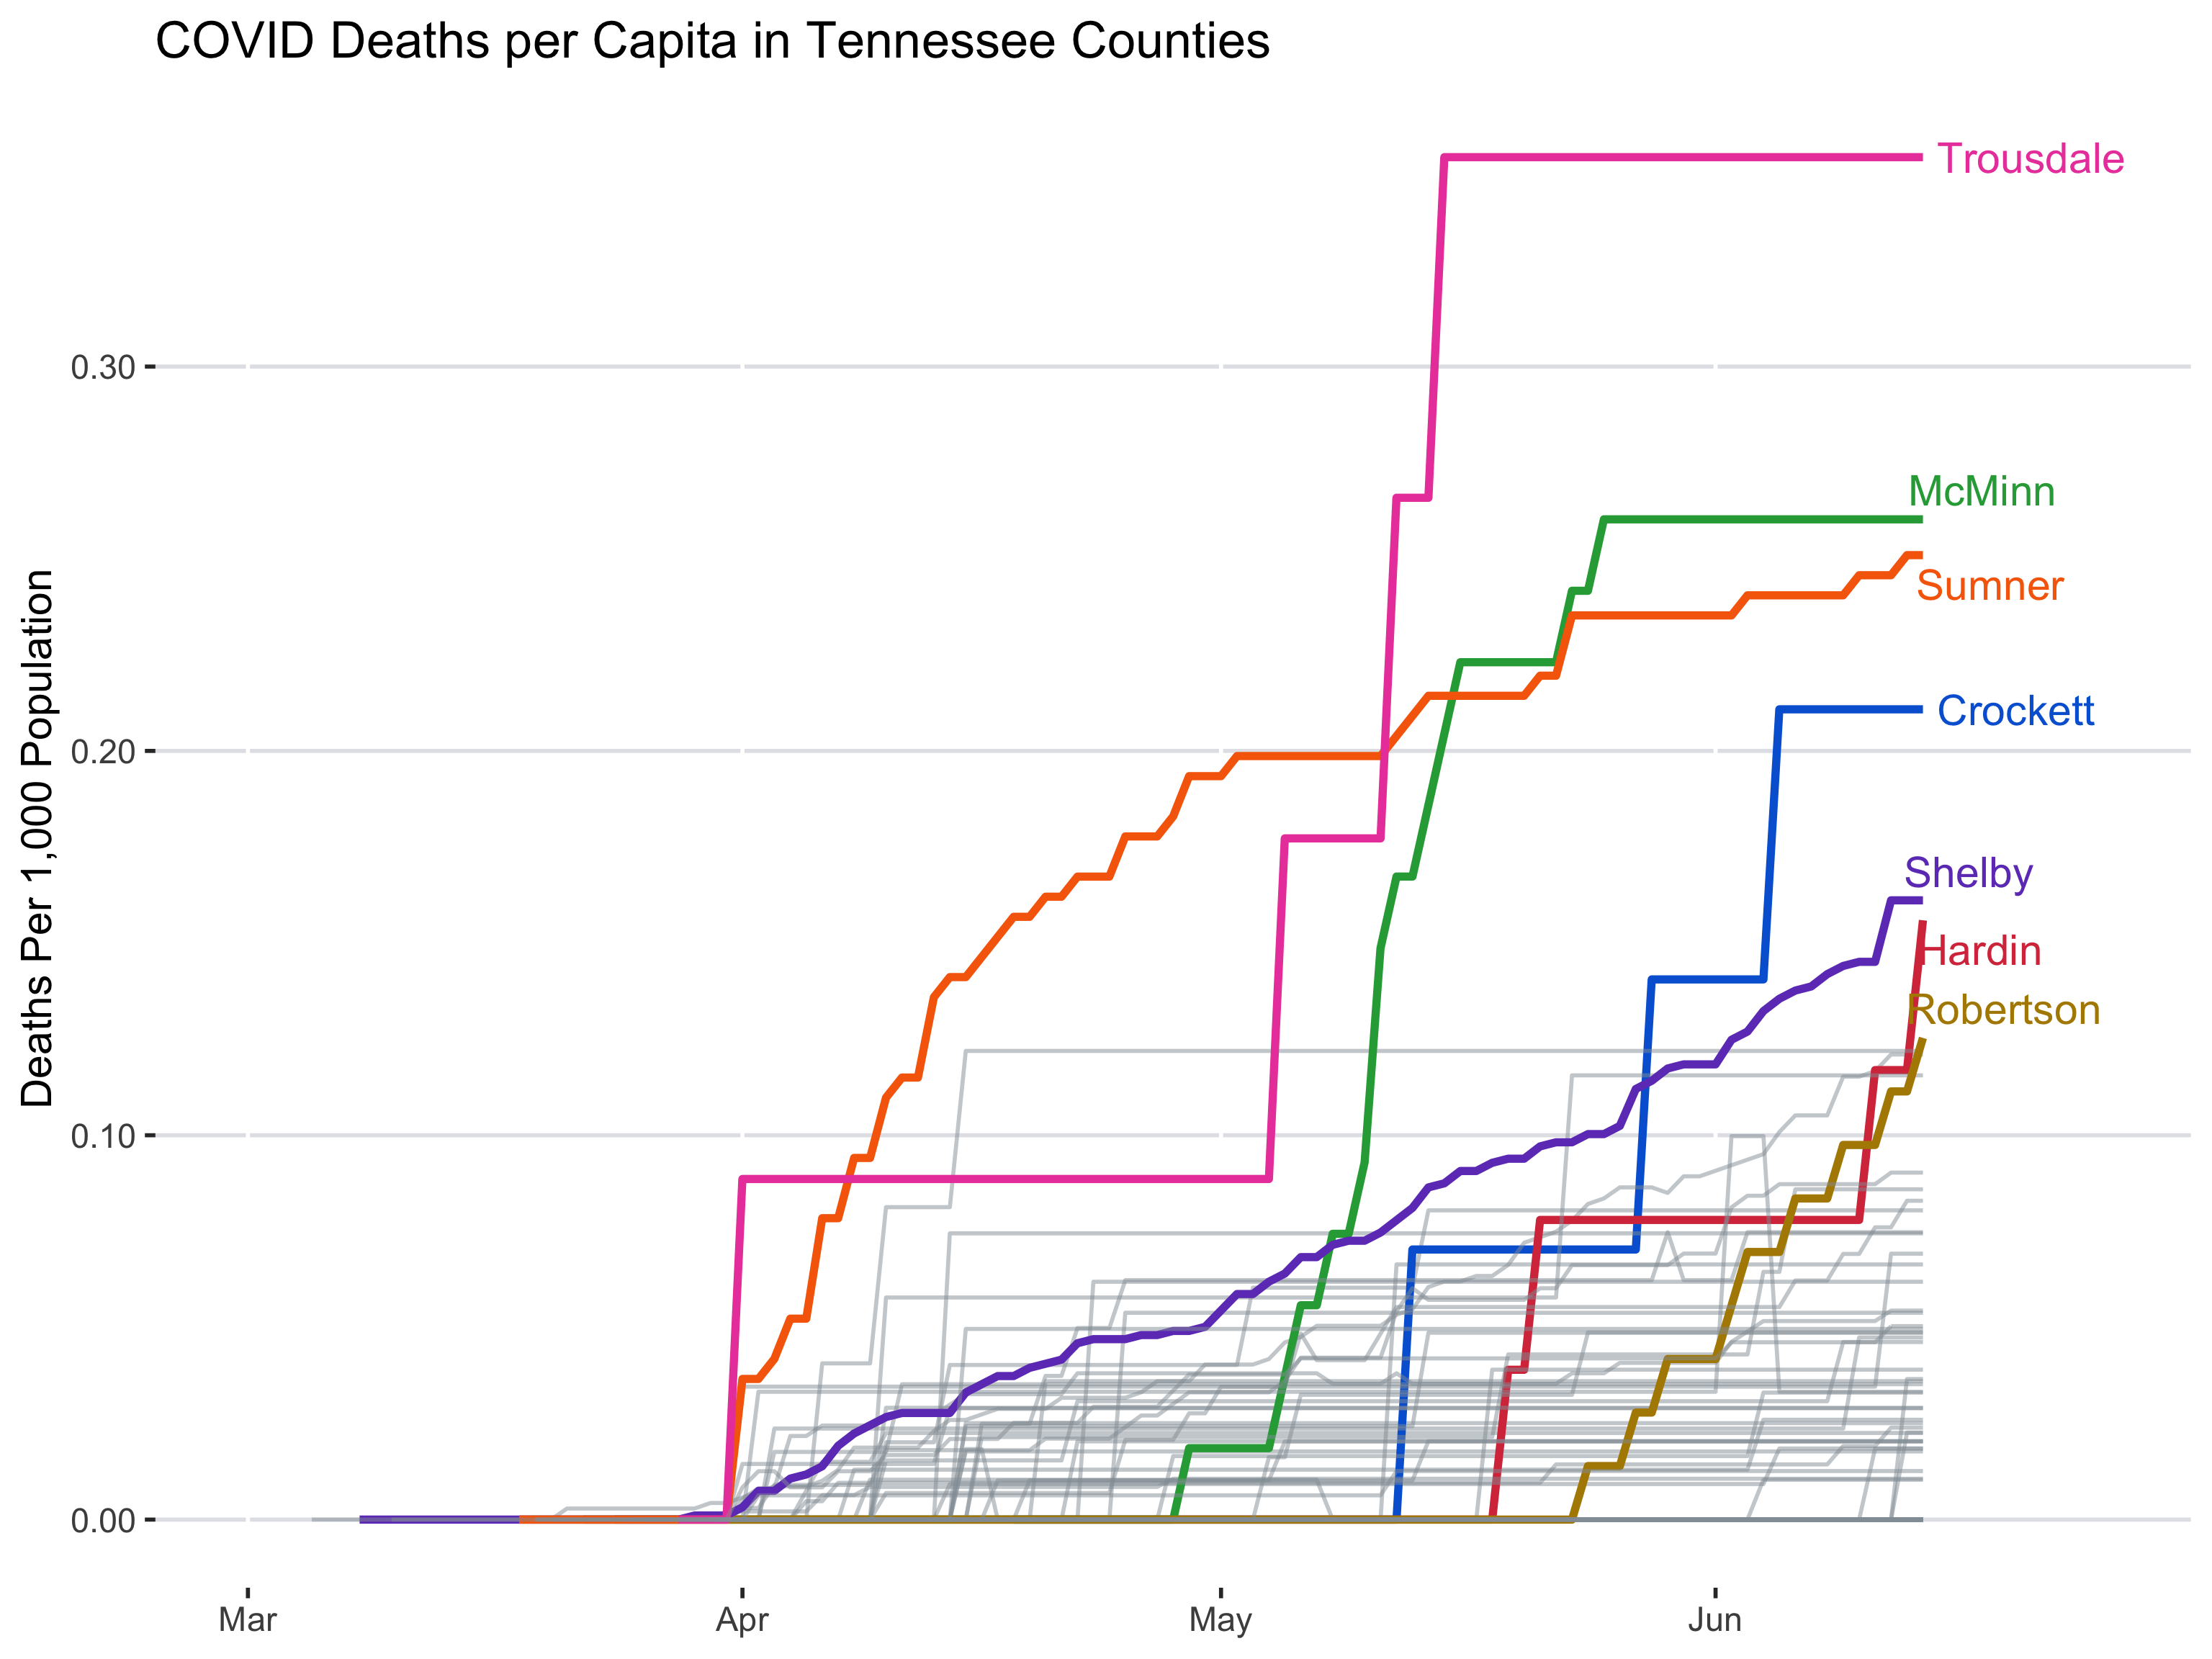 COVID Deaths per Capita in Tennessee Counties
Deaths Per 1,000 Population
0.30
0.20
0.10
0.00
Trousdale
McMinn
Sumner
Crockett
Shelby
Hardin
Robertson
Mar
Apr
May
Jun